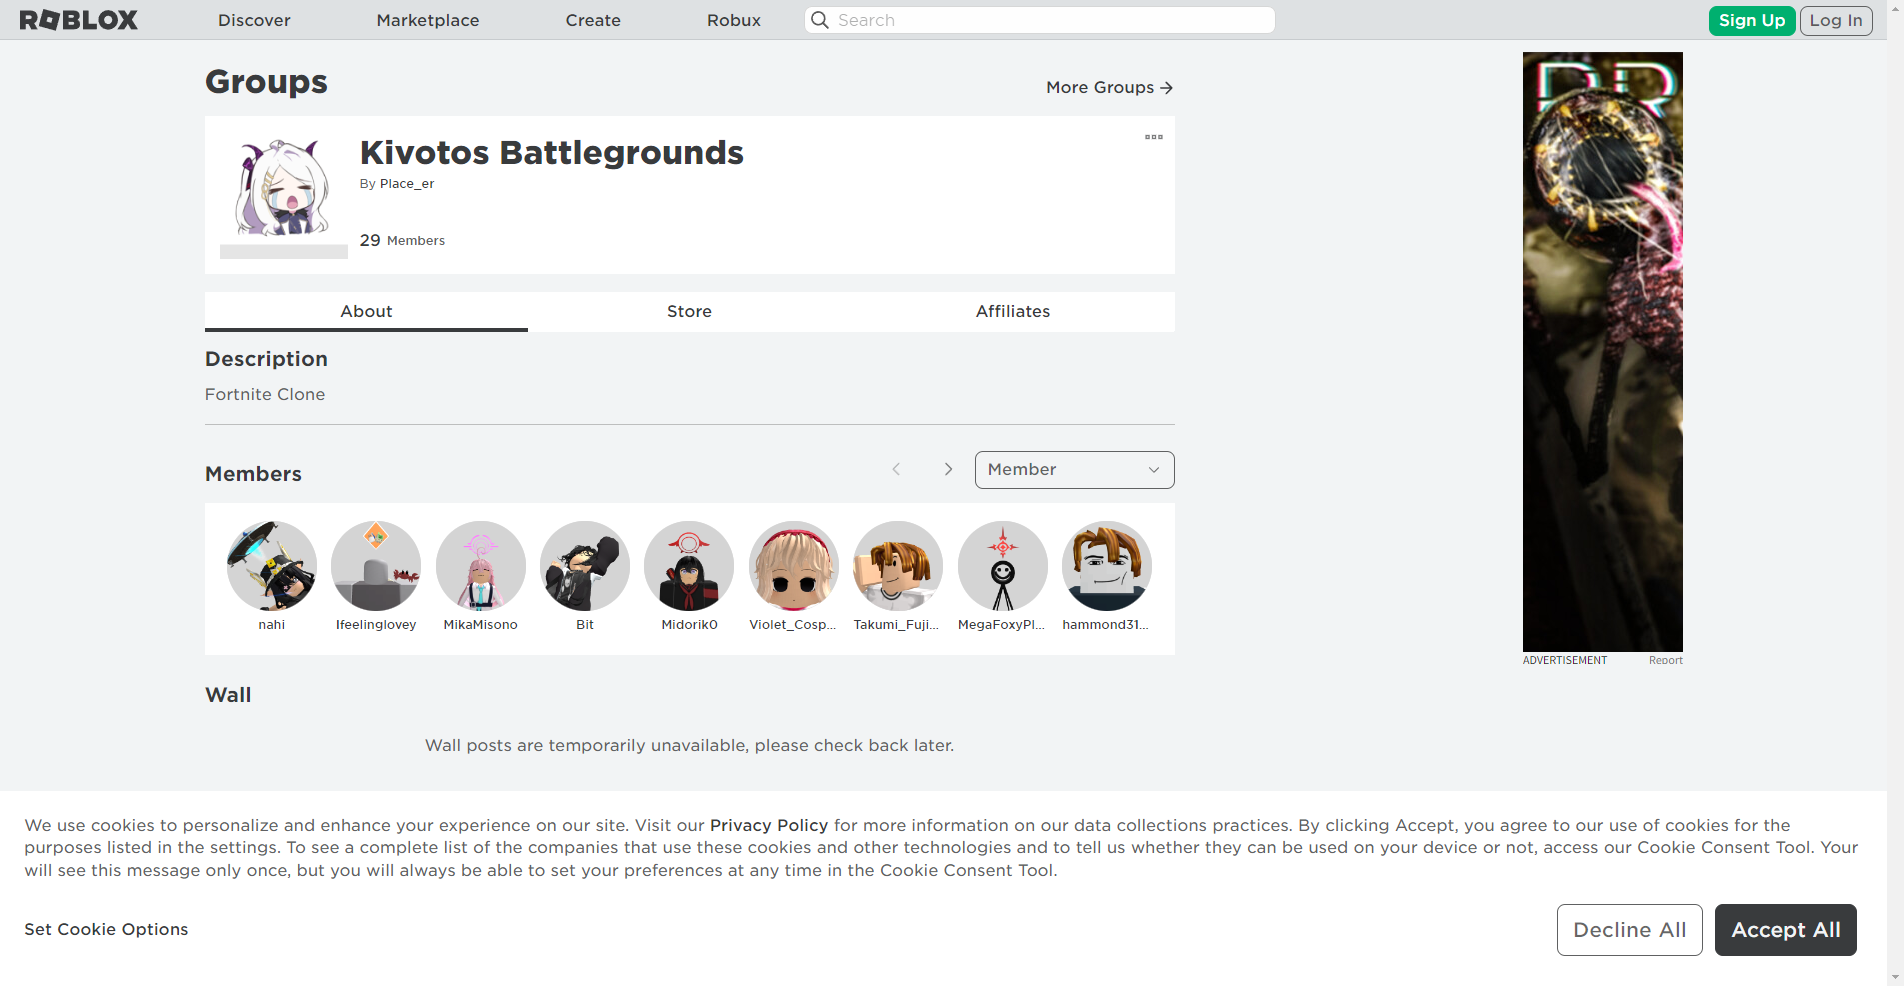 ROBLOX
Discover
Marketplace
Create
Robux
Search
Sign Up
Log In
Groups
More Groups
Kivotos Battlegrounds
By Place_er
29 Members
About
Store
Affiliates
Description
Fortnite Clone
Members
Member
nahi
Ifeelinglovey
MikaMisono
Bit
Midorik0
Violet_Cosp...
Takumi_Fuji...
MegaFoxyPl...
hammond31...
ADVERTISEMENT
Report
Wall
Wall posts are temporarily unavailable, please check back later.
We use cookies to personalize and enhance your experience on our site. Visit our Privacy Policy for more information on our data collections practices. By clicking Accept, you agree to our use of cookies for the
purposes listed in the settings. To see a complete list of the companies that use these cookies and other technologies and to tell us whether they can be used on your device or not, access our Cookie Consent Tool. Your
will see this message only once, but you will always be able to set your preferences at any time in the Cookie Consent Tool.
Set Cookie Options
Decline All
Accept All